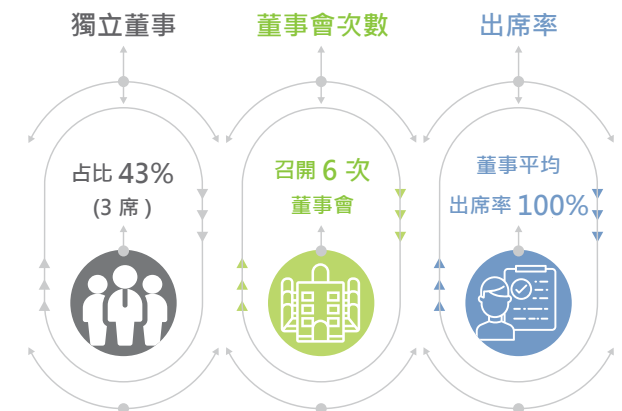 獨立董事
占比 43%
(3 席 )
董事會次數
召開 6 次
董事會
出席率
董事平均
出席率 100%